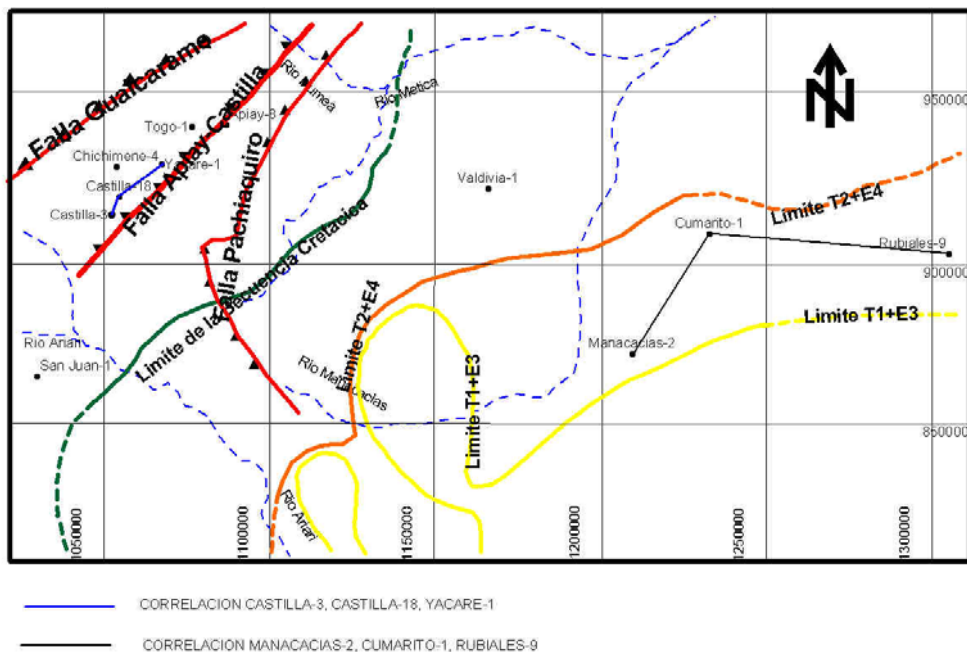 Falla Guaicarame
Falla Apiay Castilla
Falla Pachiaquiro
Rio Metica
Apiay-8
Togo-1
Chichimene-4
Yacare-1
Castilla-18
Castilla-3
Valdivia-1
N
950000
Limite T2+E4
Cumarito-1
Rubiales-9
900000
Limite de la Secuencia Cretacica
Limite T2+E4
Limite T1+E3
Manacacias-2
Rio Ariari
San Juan-1
Rio Manacacias
Limite T1+E3
850000
Rio Ariari
1050000
1100000
1150000
1200000
1250000
1300000
CORRELACION CASTILLA-3, CASTILLA-18, YACARE-1
CORRELACION MANACACIAS-2, CUMARITO-1, RUBIALES-9